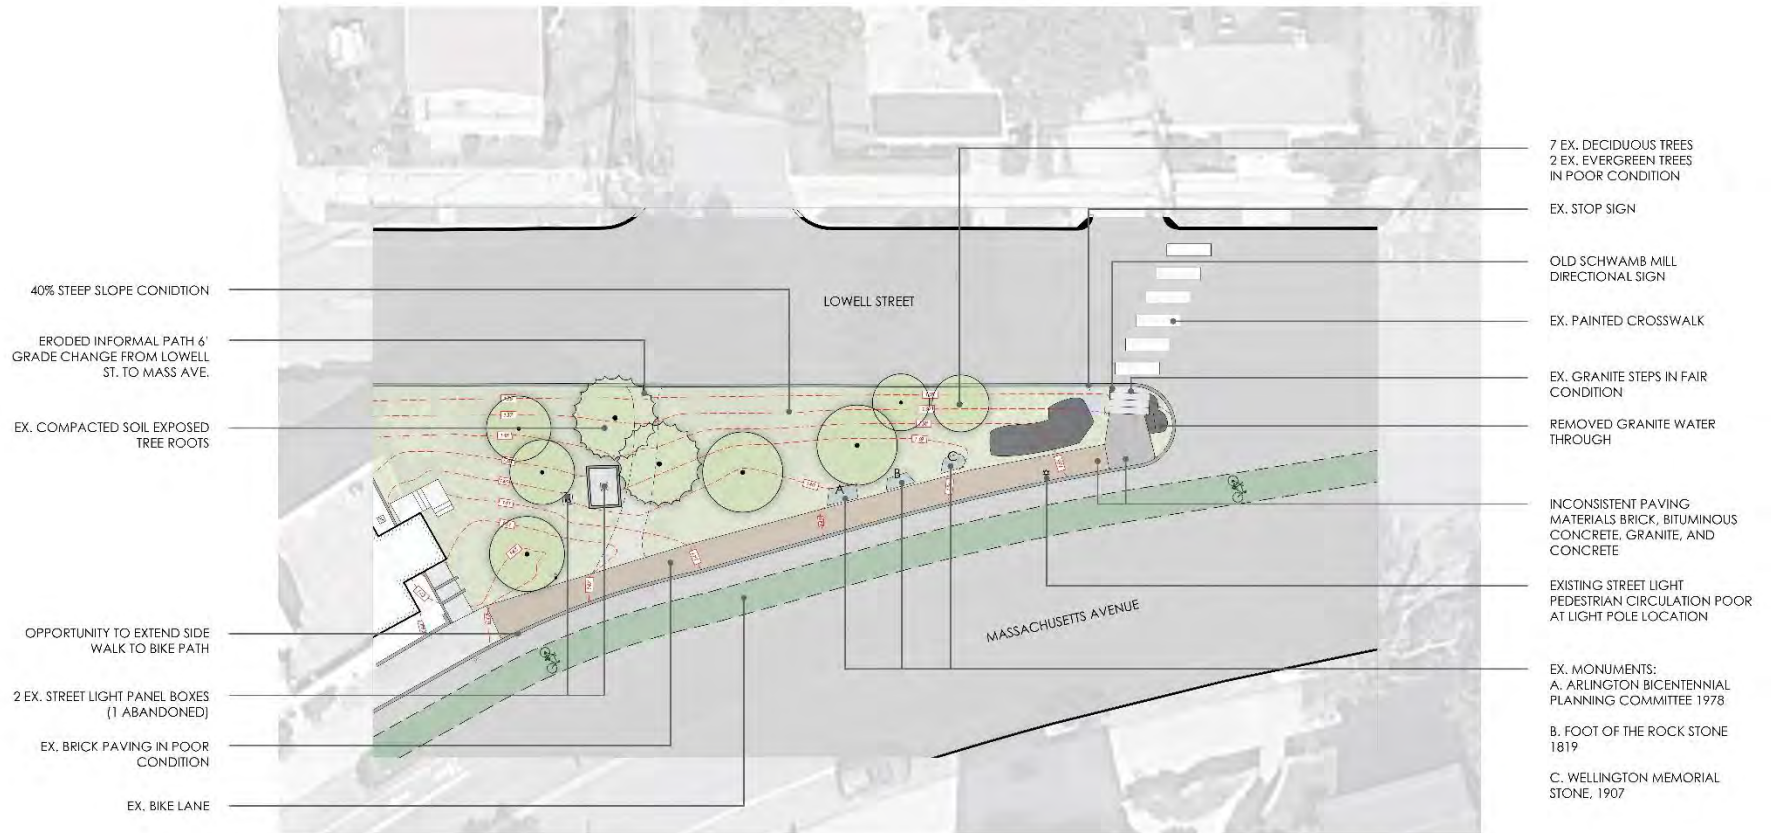 7 EX. DECIDUOUS TREES
2 EX. EVERGREEN TREES
IN POOR CONDITION
EX. STOP SIGN
OLD SCHWAMB MILL
DIRECTIONAL SIGN
40% STEEP SLOPE CONIDTION
LOWELL STREET
EX. PAINTED CROSSWALK
ERODED INFORMAL PATH 6'
GRADE CHANGE FROM LOWELL
ST. TO MASS AVE.
EX. GRANITE STEPS IN FAIR
CONDITION
EX. COMPACTED SOIL EXPOSED
TREE ROOTS
REMOVED GRANITE WATER
THROUGH
A
B
C
INCONSISTENT PAVING
MATERIALS BRICK, BITUMINOUS
CONCRETE, GRANITE, AND
CONCRETE
EXISTING STREET LIGHT
PEDESTRIAN CIRCULATION POOR
AT LIGHT POLE LOCATION
MASSACHUSETTS AVENUE
OPPORTUNITY TO EXTEND SIDE
WALK TO BIKE PATH
EX. MONUMENTS:
A. ARLINGTON BICENTENNIAL
PLANNING COMMITTEE 1978
B. FOOT OF THE ROCK STONE
1819
C. WELLINGTON MEMORIAL
STONE, 1907
2 EX. STREET LIGHT PANEL BOXES
(1 ABANDONED)
EX. BRICK PAVING IN POOR
CONDITION
EX. BIKE LANE